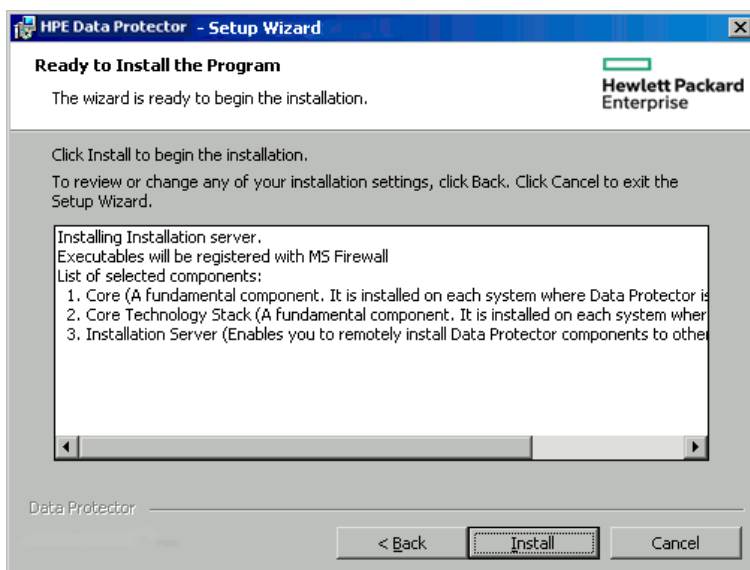 HPE Data Protector - Setup Wizard
Ready to Install the Program
The wizard is ready to begin the installation.
Hewlett Packard
Enterprise
Click Install to begin the installation.
To review or change any of your installation settings, click Back. Click Cancel to exit the
Setup Wizard.
Installing Installation server.
Executables will be registered with MS Firewall
List of selected components:
1. Core (A fundamental component. It is installed on each system where Data Protector is
2. Core Technology Stack (A fundamental component. It is installed on each system wher
3. Installation Server (Enables you to remotely install Data Protector components to other
Data Protector
< Back
Install
Cancel